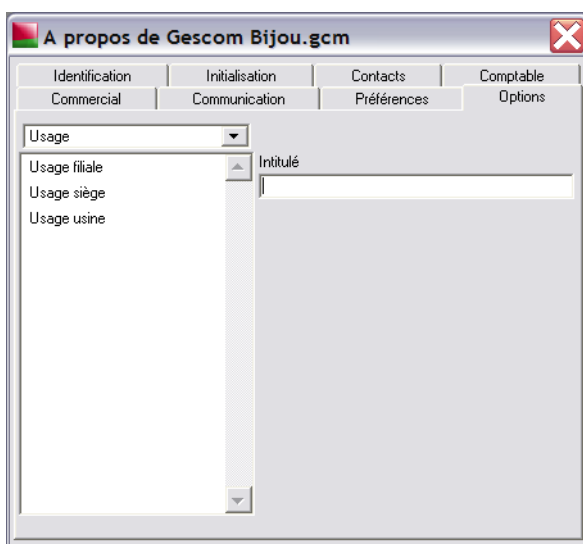 A propos de Gescom Bijou.gcm
Identification Initialisation Contacts Comptable
Commercial Communication Préférences Options
Usage
Intitulé
Usage filiale
Usage siège
Usage usine